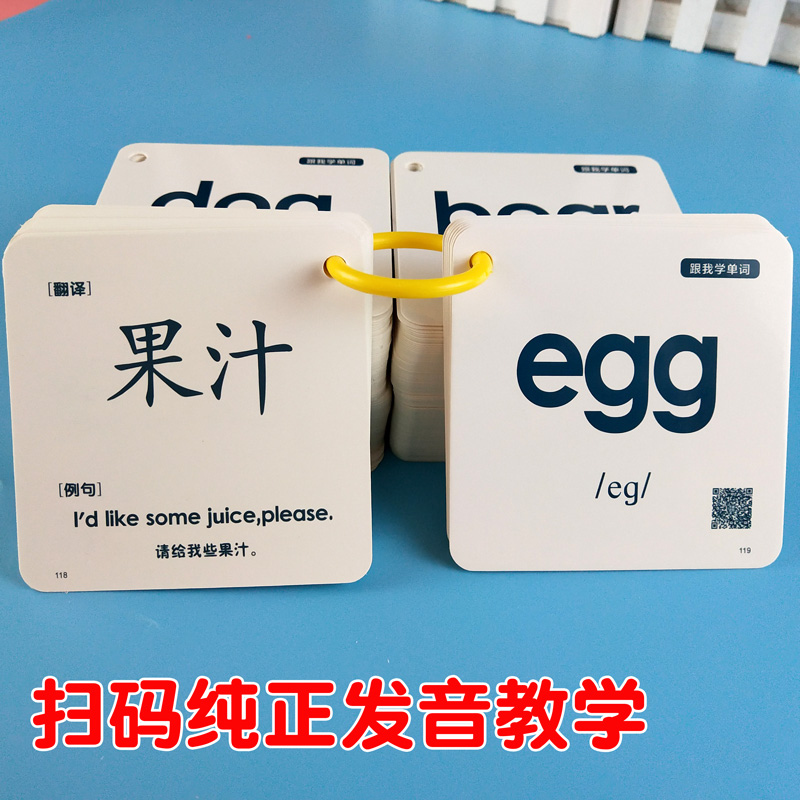 跟我学单词
dog
跟我学单词
bear
[翻译]
果汁
[例句]
I'd like some juice,please.
请给我些果汁。
118
跟我学单词
egg
/eg/
119
扫码纯正发音教学